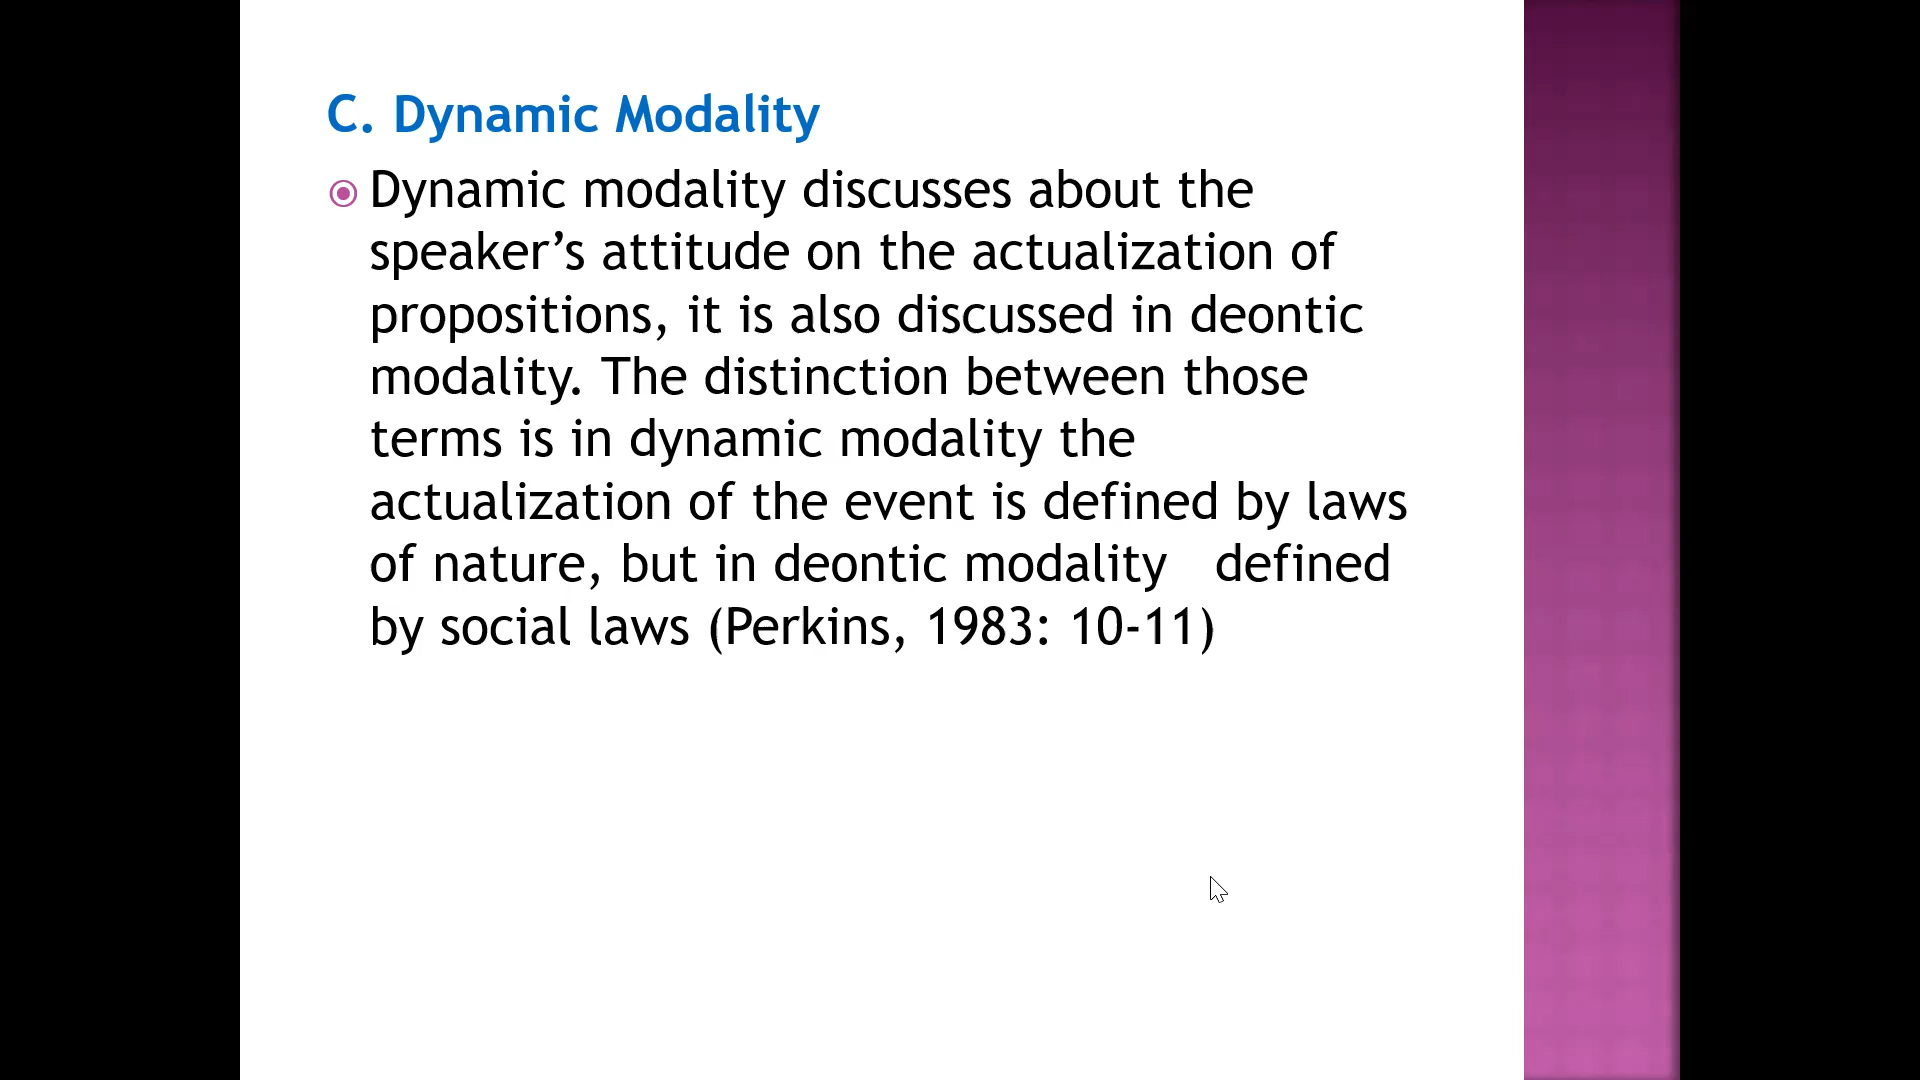 C. Dynamic Modality
Dynamic modality discusses about the
speaker’s attitude on the actualization of
propositions, it is also discussed in deontic
modality. The distinction between those
terms is in dynamic modality the
actualization of the event is defined by laws
of nature, but in deontic modality   defined
by social laws (Perkins, 1983: 10-11)